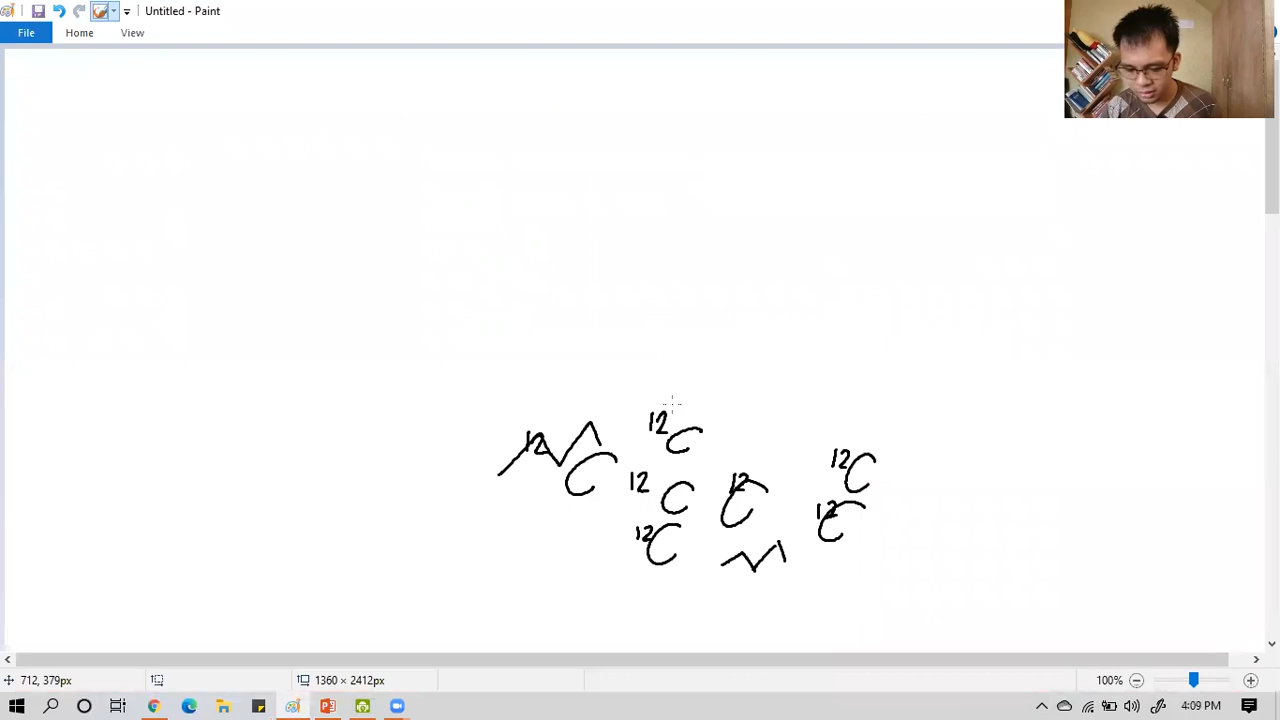 Untitled - Paint
File Home View
12C
12C
12C
12C 12C
12C
12C
712, 379px
1360 × 2412px
100%
4:09 PM